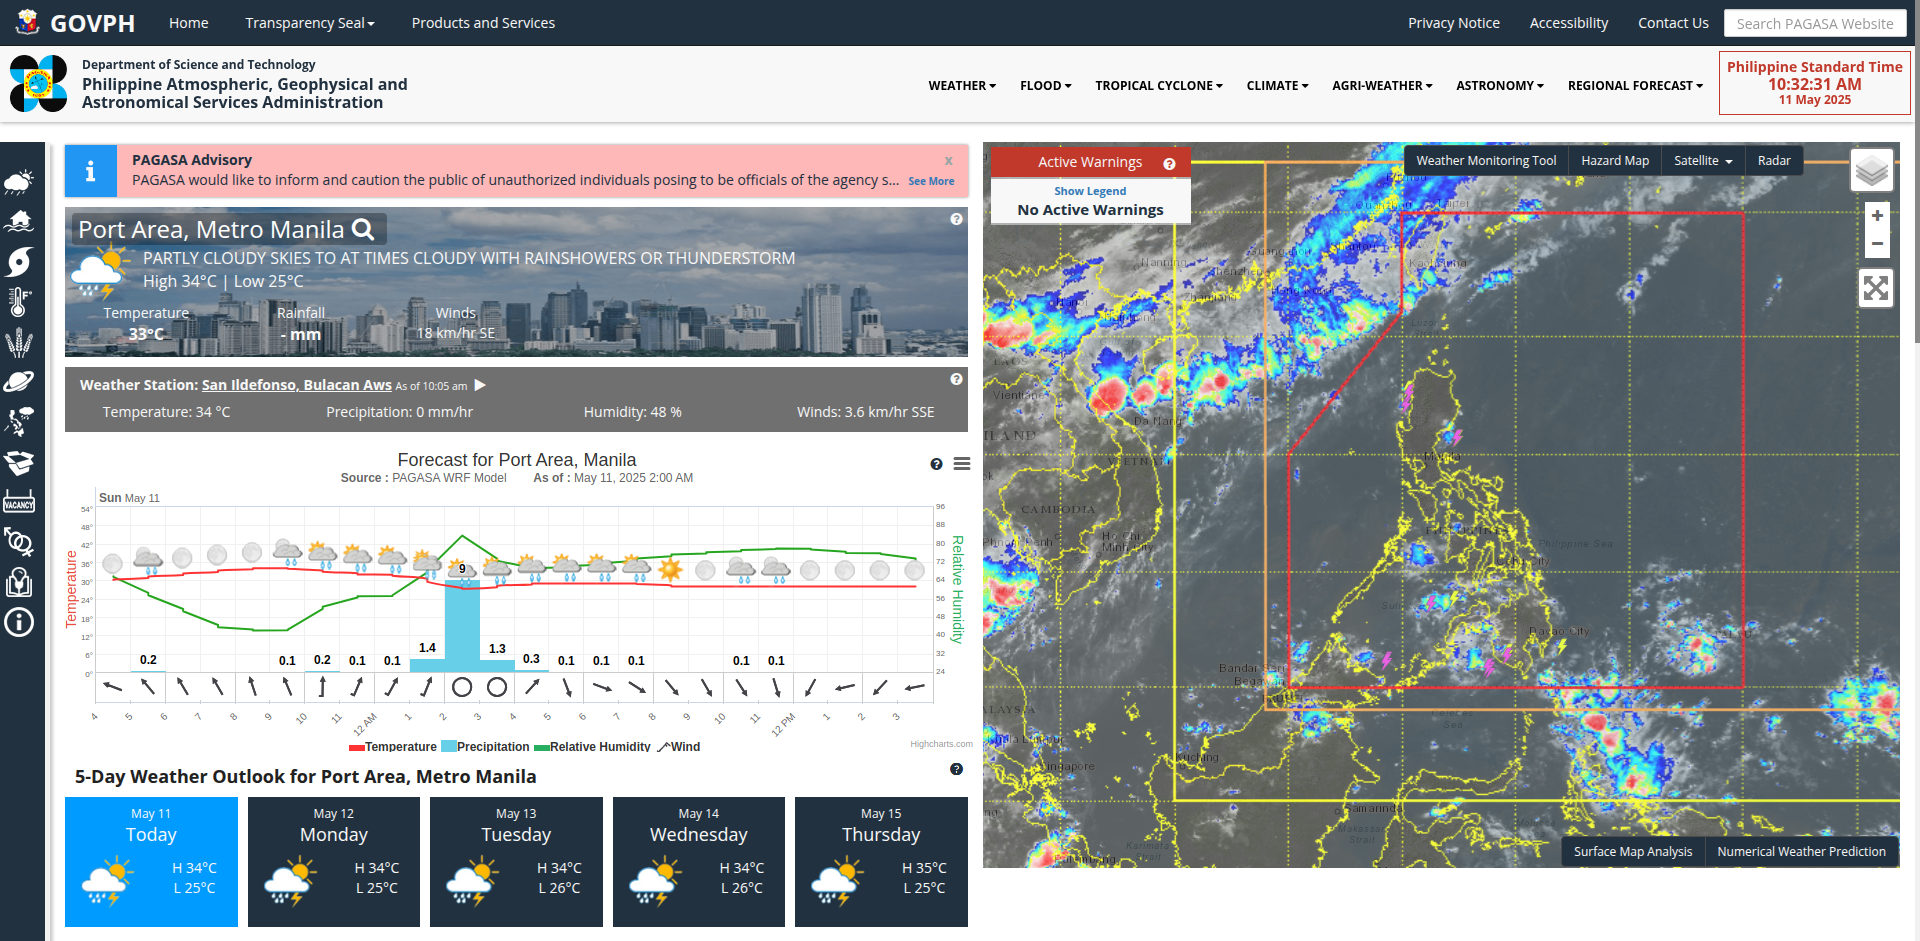 GOVPH
Home
Transparency Seal
Products and Services
Privacy Notice
Accessibility
Contact Us
Search PAGASA Website
Department of Science and Technology
Philippine Atmospheric, Geophysical and
Astronomical Services Administration
WEATHER
FLOOD
TROPICAL CYCLONE
CLIMATE
AGRI-WEATHER
ASTRONOMY
REGIONAL FORECAST
Philippine Standard Time
10:32:31 AM
11 May 2025
VACANCY
PAGASA Advisory
x
PAGASA would like to inform and caution the public of unauthorized individuals posing to be officials of the agency s... See More
Port Area, Metro Manila
PARTLY CLOUDY SKIES TO AT TIMES CLOUDY WITH RAINSHOWERS OR THUNDERSTORM
High 34°C | Low 25°C
Temperature
33°C
Rainfall
- mm
Winds
18 km/hr SE
Weather Station: San Ildefonso, Bulacan Aws As of 10:05 am
Temperature: 34 °C
Precipitation: 0 mm/hr
Humidity: 48 %
Winds: 3.6 km/hr SSE
Forecast for Port Area, Manila
Source : PAGASA WRF Model As of : May 11, 2025 2:00 AM
Sun May 11
Temperature
54°
48°
42°
36°
30°
24°
18°
12°
6°
0°
Relative Humidity
96
88
80
72
64
56
48
40
32
24
0.2 0.1 0.2 0.1 0.1 1.4 9 1.3 0.3 0.1 0.1 0.1 0.1 0.1
4 5 6 7 8 9 10 11 12 AM 1 2 3 4 5 6 7 8 9 10 11 12 PM 1 2 3
Temperature Precipitation Relative Humidity Wind
Highcharts.com
5-Day Weather Outlook for Port Area, Metro Manila
May 11
Today
H 34°C
L 25°C
May 12
Monday
H 34°C
L 25°C
May 13
Tuesday
H 34°C
L 26°C
May 14
Wednesday
H 34°C
L 26°C
May 15
Thursday
H 35°C
L 25°C
Active Warnings
Show Legend
No Active Warnings
Weather Monitoring Tool
Hazard Map
Satellite
Radar
+
−
Taipei
Kaohsiung
Nanning
Vientiane
Da Nang
VIETNAM
CAMBODIA
Ho Chi
Minh City
Manila
Philippine Sea
Davao City
Bandar Seri
Begawan
Kuching
Singapore
Samarinda
Makassar
Strait
Karimata
Strait
Surface Map Analysis
Numerical Weather Prediction